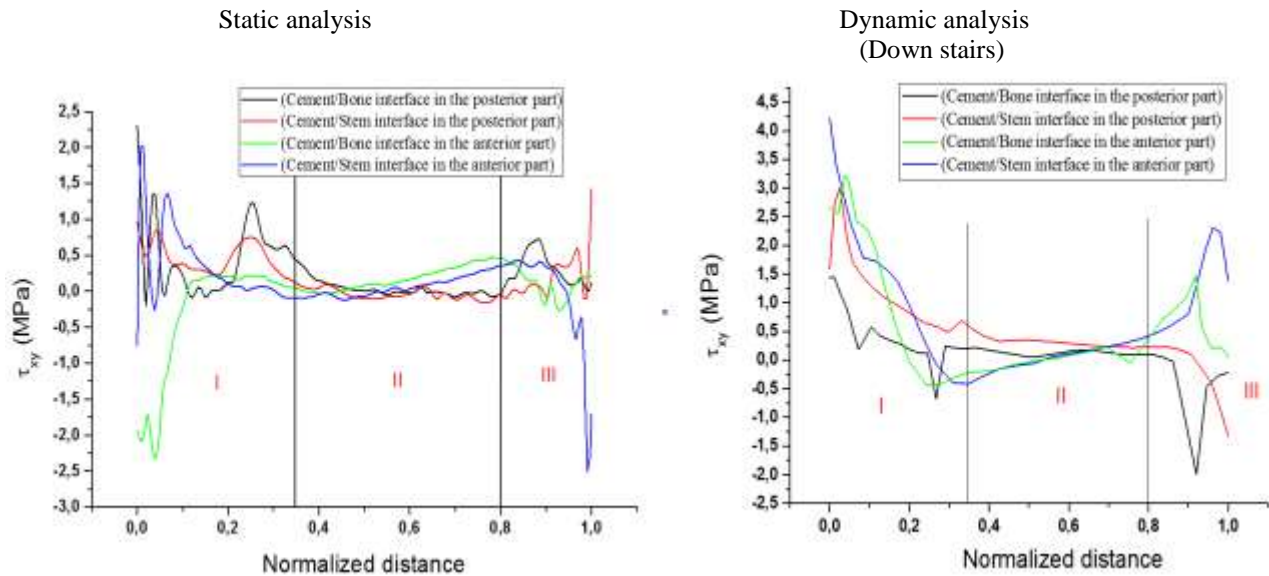 Static analysis
2,5
2,0
1,5
1,0
0,5
0,0
-0,5
-1,0
-1,5
-2,0
-2,5
-3,0
τxy (MPa)
(Cement/Bone interface in the posterior part)
(Cement/Stem interface in the posterior part)
(Cement/Bone interface in the anterior part)
(Cement/Stem interface in the anterior part)
I
II
III
0,0 0,2 0,4 0,6 0,8 1,0
Normalized distance
Dynamic analysis
(Down stairs)
4,5
4,0
3,5
3,0
2,5
2,0
1,5
1,0
0,5
0,0
-0,5
-1,0
-1,5
-2,0
-2,5
τxy (MPa)
(Cement/Bone interface in the posterior part)
(Cement/Stem interface in the posterior part)
(Cement/Bone interface in the anterior part)
(Cement/Stem interface in the anterior part)
I
II
III
0,0 0,2 0,4 0,6 0,8 1,0
Normalized distance